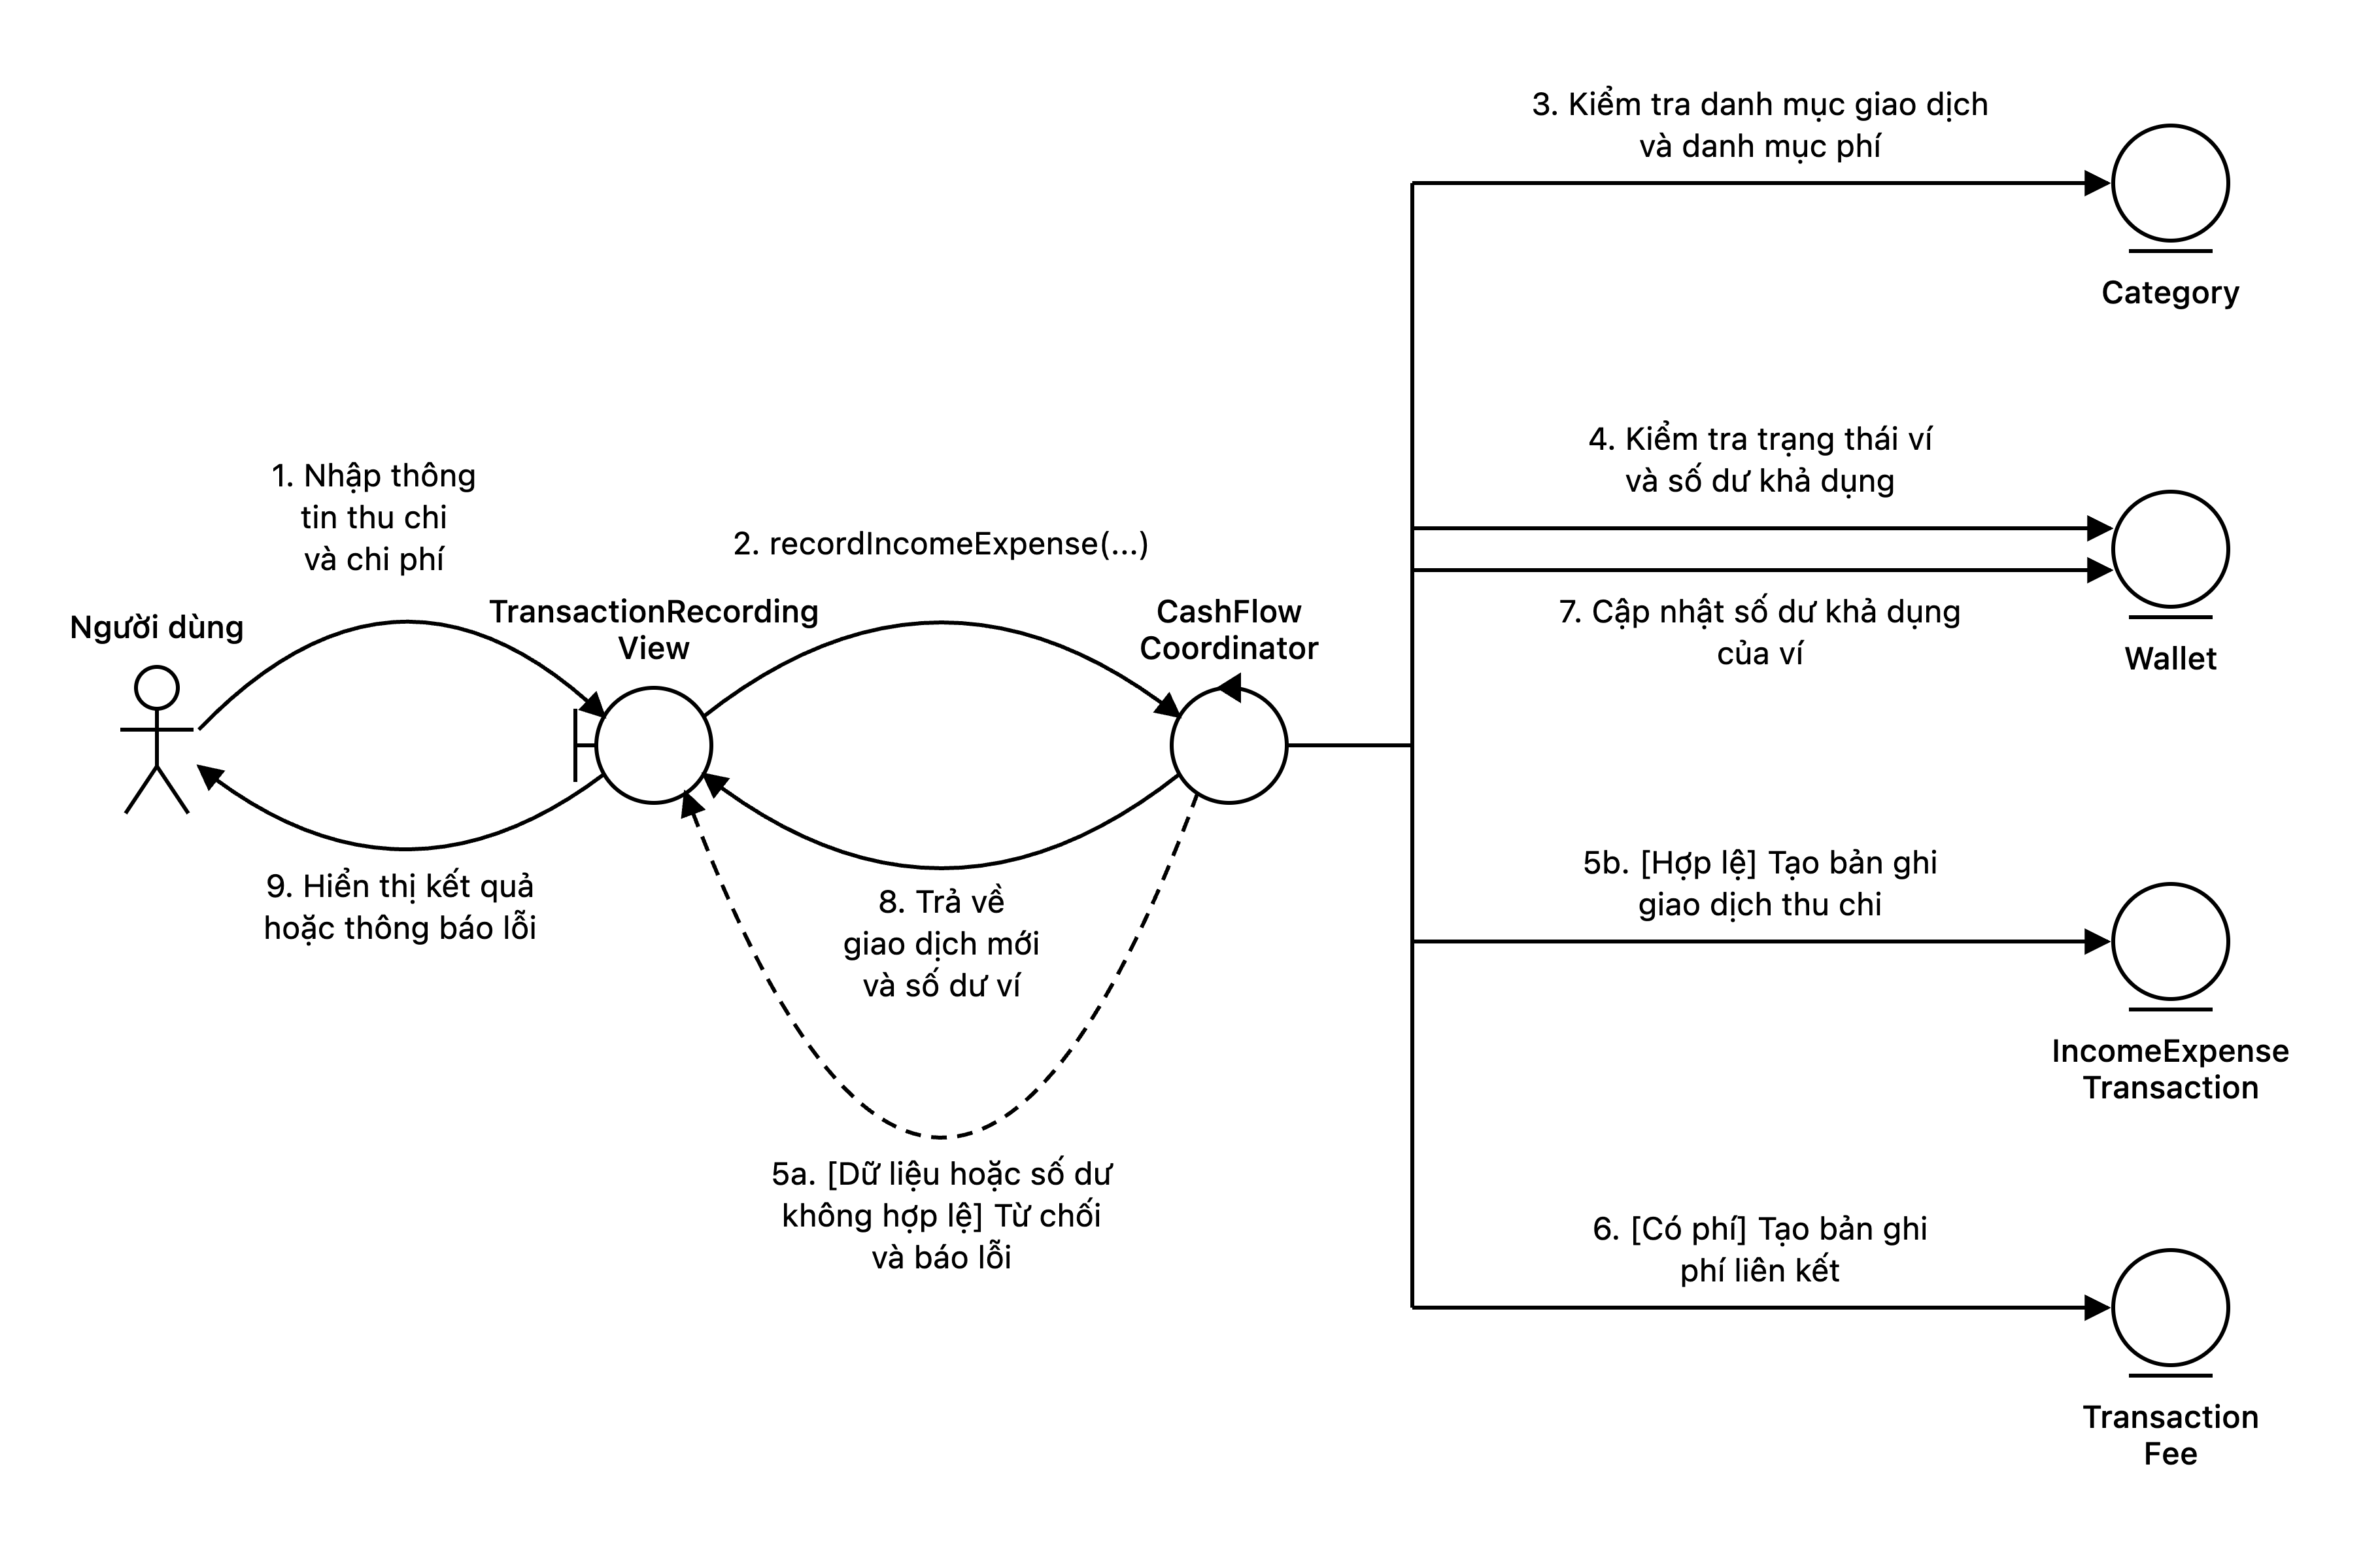 3. Kiểm tra danh mục giao dịch
và danh mục phí
Category
4. Kiểm tra trạng thái ví
và số dư khả dụng
1. Nhập thông
tin thu chi
và chi phí
2. recordIncomeExpense(...)
Người dùng
TransactionRecording
View
CashFlow
Coordinator
7. Cập nhật số dư khả dụng
của ví
Wallet
9. Hiển thị kết quả
hoặc thông báo lỗi
8. Trả về
giao dịch mới
và số dư ví
5b. [Hợp lệ] Tạo bản ghi
giao dịch thu chi
IncomeExpense
Transaction
5a. [Dữ liệu hoặc số dư
không hợp lệ] Từ chối
và báo lỗi
6. [Có phí] Tạo bản ghi
phí liên kết
Transaction
Fee